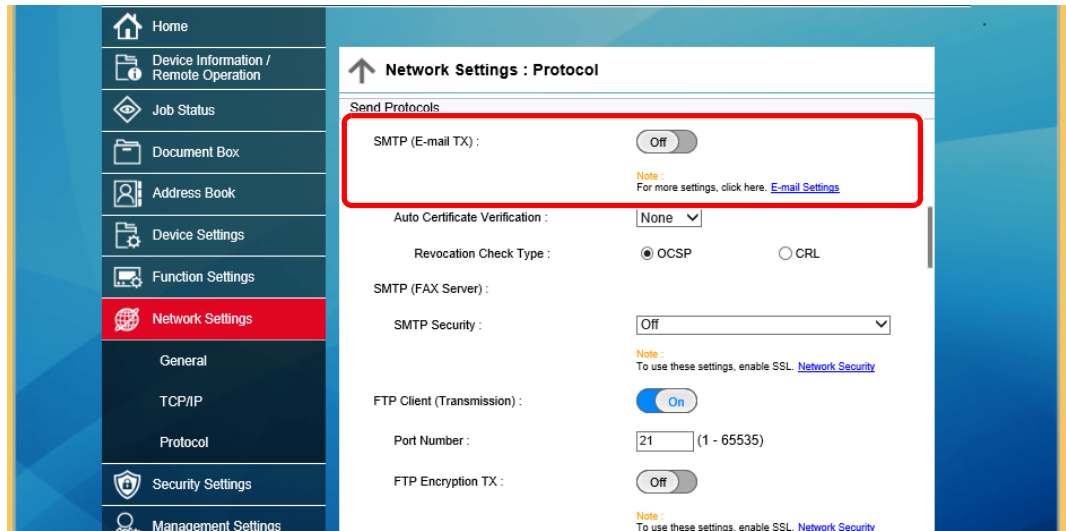 Home
Device Information /
Remote Operation
Job Status
Document Box
Address Book
Device Settings
Function Settings
Network Settings
General
TCP/IP
Protocol
Security Settings
Management Settings
Network Settings : Protocol
Send Protocols
SMTP (E-mail TX) : Off
Note :
For more settings, click here. E-mail Settings
Auto Certificate Verification : None
Revocation Check Type : OCSP CRL
SMTP (FAX Server) :
SMTP Security : Off
Note :
To use these settings, enable SSL. Network Security
FTP Client (Transmission) : On
Port Number : 21 (1 - 65535)
FTP Encryption TX : Off
Note :
To use these settings, enable SSL. Network Security